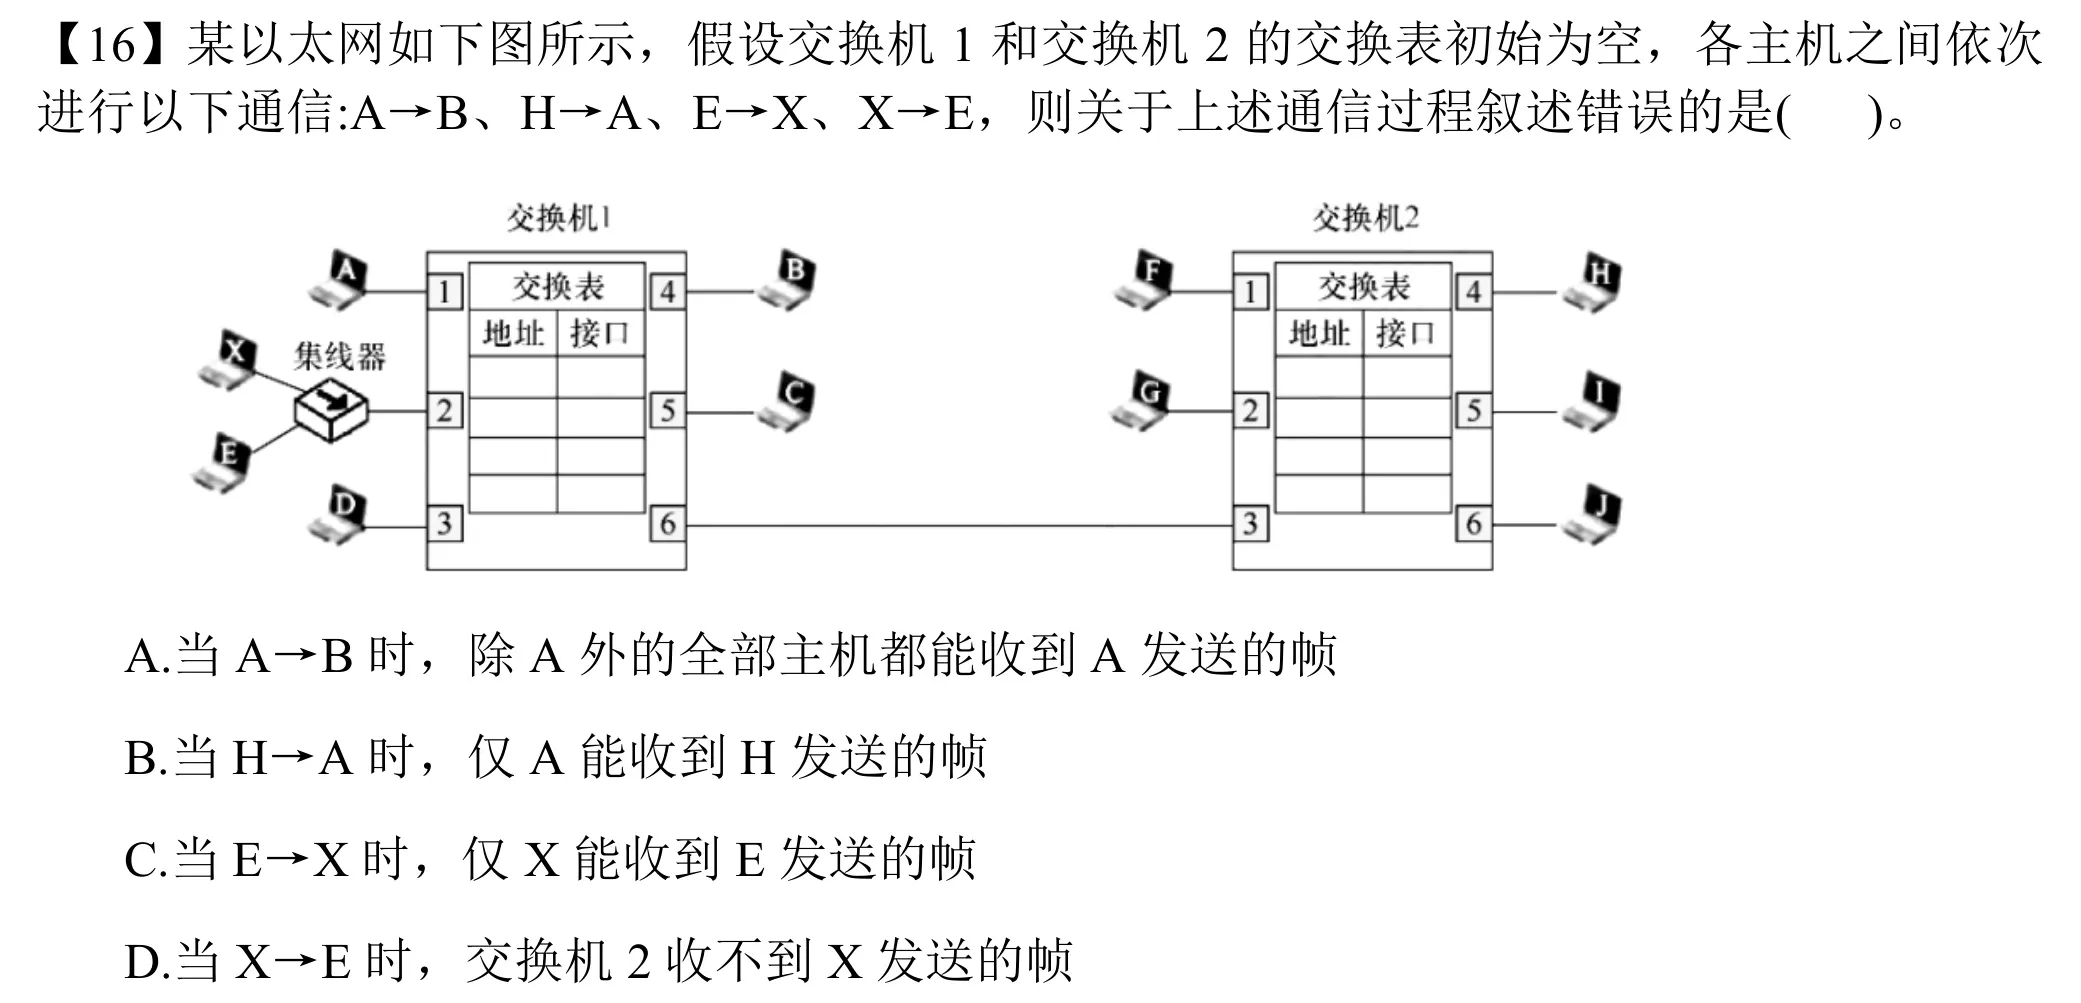 【16】某以太网如下图所示，假设交换机 1 和交换机 2 的交换表初始为空，各主机之间依次
进行以下通信:A→B、H→A、E→X、X→E，则关于上述通信过程叙述错误的是(　　)。
交换机1
交换机2
A
1
交换表
4
B
F
1
交换表
4
H
地址 接口
地址 接口
X
集线器
2
5
C
G
2
5
I
E
D
3
6
3
6
J
A.当 A→B 时，除 A 外的全部主机都能收到 A 发送的帧
B.当 H→A 时，仅 A 能收到 H 发送的帧
C.当 E→X 时，仅 X 能收到 E 发送的帧
D.当 X→E 时，交换机 2 收不到 X 发送的帧